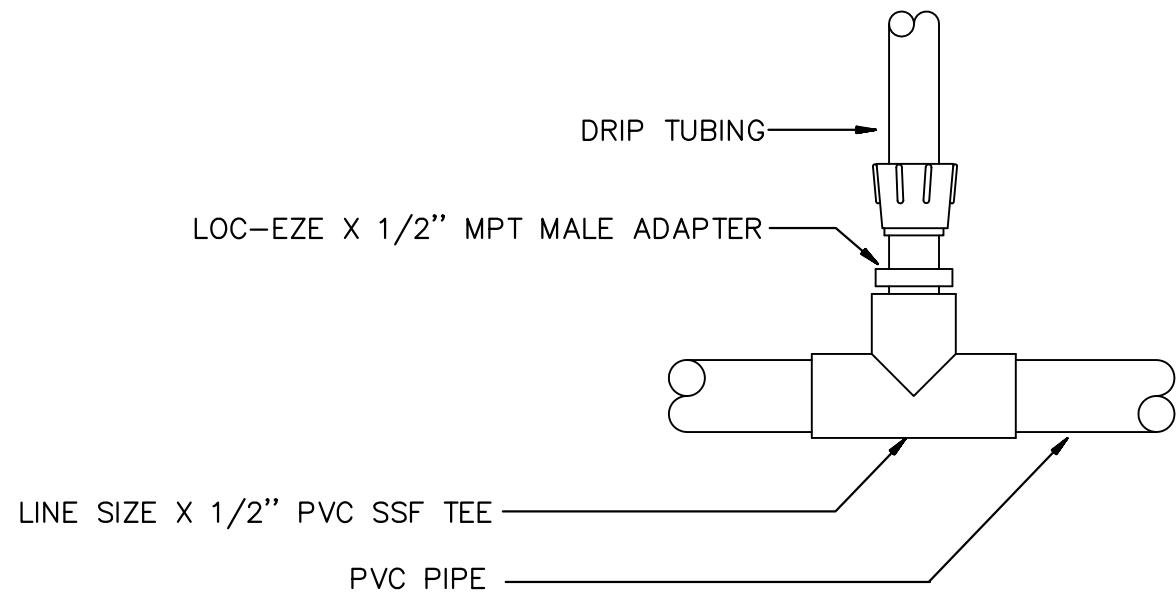 DRIP TUBING
LOC-EZE X 1/2'' MPT MALE ADAPTER
LINE SIZE X 1/2'' PVC SSF TEE
PVC PIPE